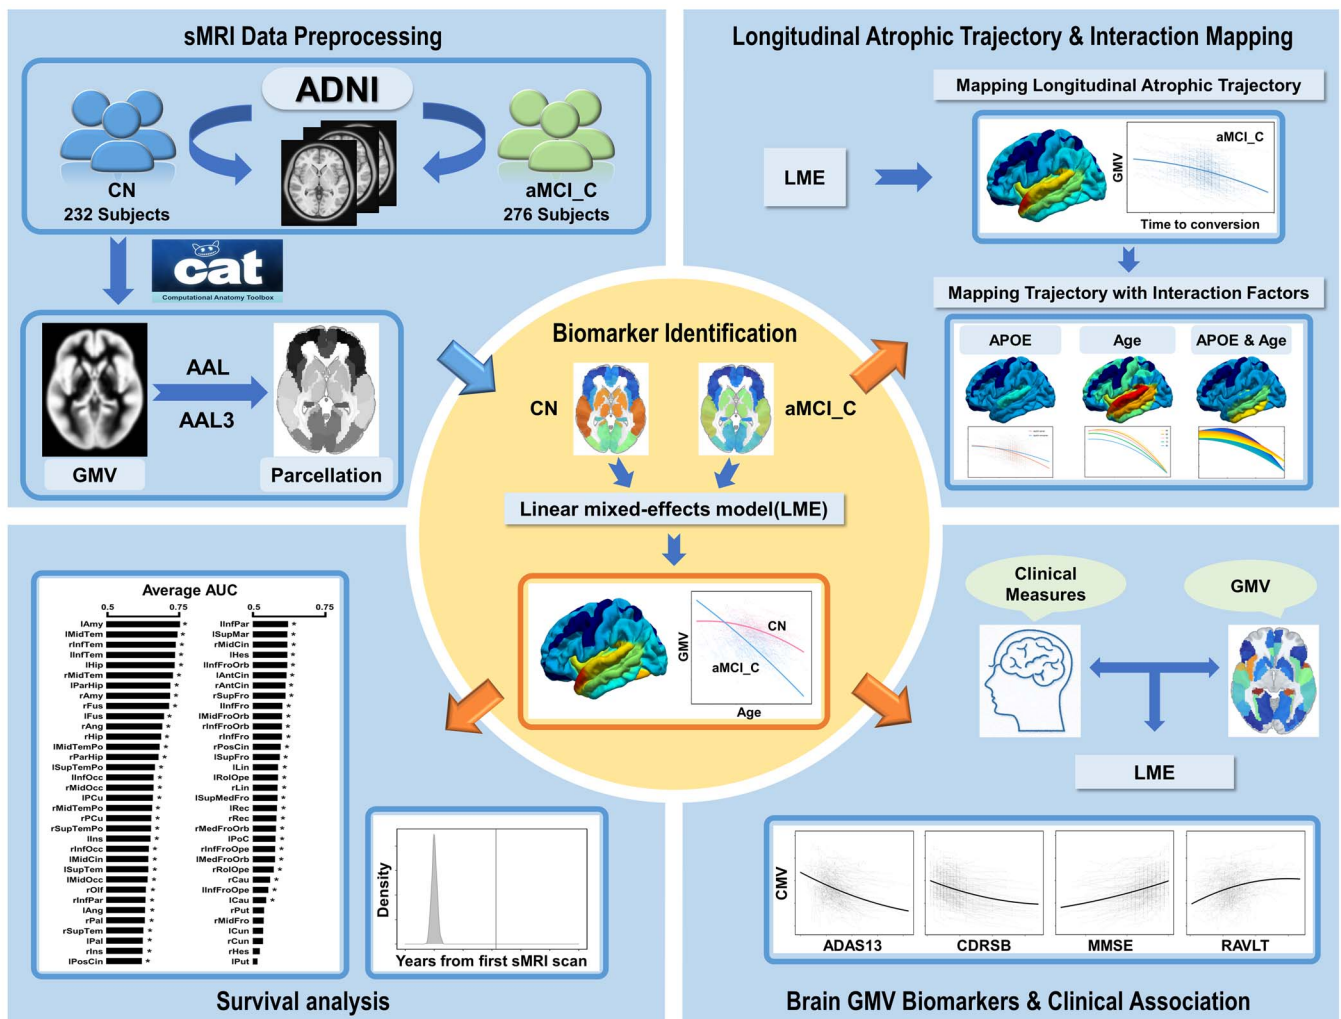 sMRI Data Preprocessing
ADNI
CN
232 Subjects
aMCI_C
276 Subjects
cat
Computational Anatomy Toolbox
AAL
AAL3
GMV
Parcellation
Longitudinal Atrophic Trajectory & Interaction Mapping
LME
Mapping Longitudinal Atrophic Trajectory
aMCI_C
GMV
Time to conversion
Mapping Trajectory with Interaction Factors
APOE
Age
APOE & Age
Biomarker Identification
CN
aMCI_C
Linear mixed-effects model(LME)
GMV
CN
aMCI_C
Age
Average AUC
0.5 0.75
lAmy *
lMidTem *
rInfTem *
lInfTem *
lHip *
rMidTem *
lParHip *
rAmy *
rFus *
lFus *
rAng *
rHip *
lMidTemPo *
rParHip *
lSupTemPo *
lInfOcc *
rMidOcc *
lPCu *
rMidTemPo *
rPCu *
rSupTemPo *
lIns *
rInfOcc *
lMidCin *
lSupTem *
lMidOcc *
rOlf *
rInfPar *
lAng *
rPal *
rSupTem *
lPal *
rIns *
lPosCin *
0.5 0.75
lInfPar *
lSupMar *
rMidCin *
lHes *
lInfFroOrb *
lAntCin *
rAntCin *
rSupFro *
lInfFro *
lMidFroOrb *
rInfFroOrb *
rInfFro *
rPosCin *
lSupFro *
lLin *
lRolOpe *
rLin *
lSupMedFro *
lRec *
rRec *
rMedFroOrb *
lPoC *
rInfFroOpe *
lMedFroOrb *
rRolOpe *
rCau *
lInfFroOpe *
lCau *
rPut
rMidFro
lCun
rCun
rHes
lPut
Density
Years from first sMRI scan
Survival analysis
Clinical
Measures
GMV
LME
CMV
ADAS13
CDRSB
MMSE
RAVLT
Brain GMV Biomarkers & Clinical Association